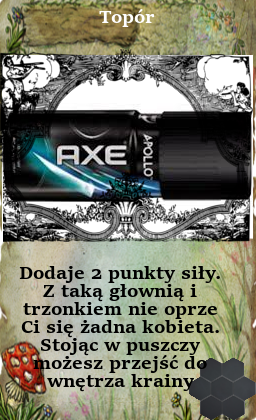 Topór
AXE
APOLLO
Dodaje 2 punkty siły.
Z taką głownią i
trzonkiem nie oprze
Ci się żadna kobieta.
Stojąc w puszczy
możesz przejść do
wnętrza krainy